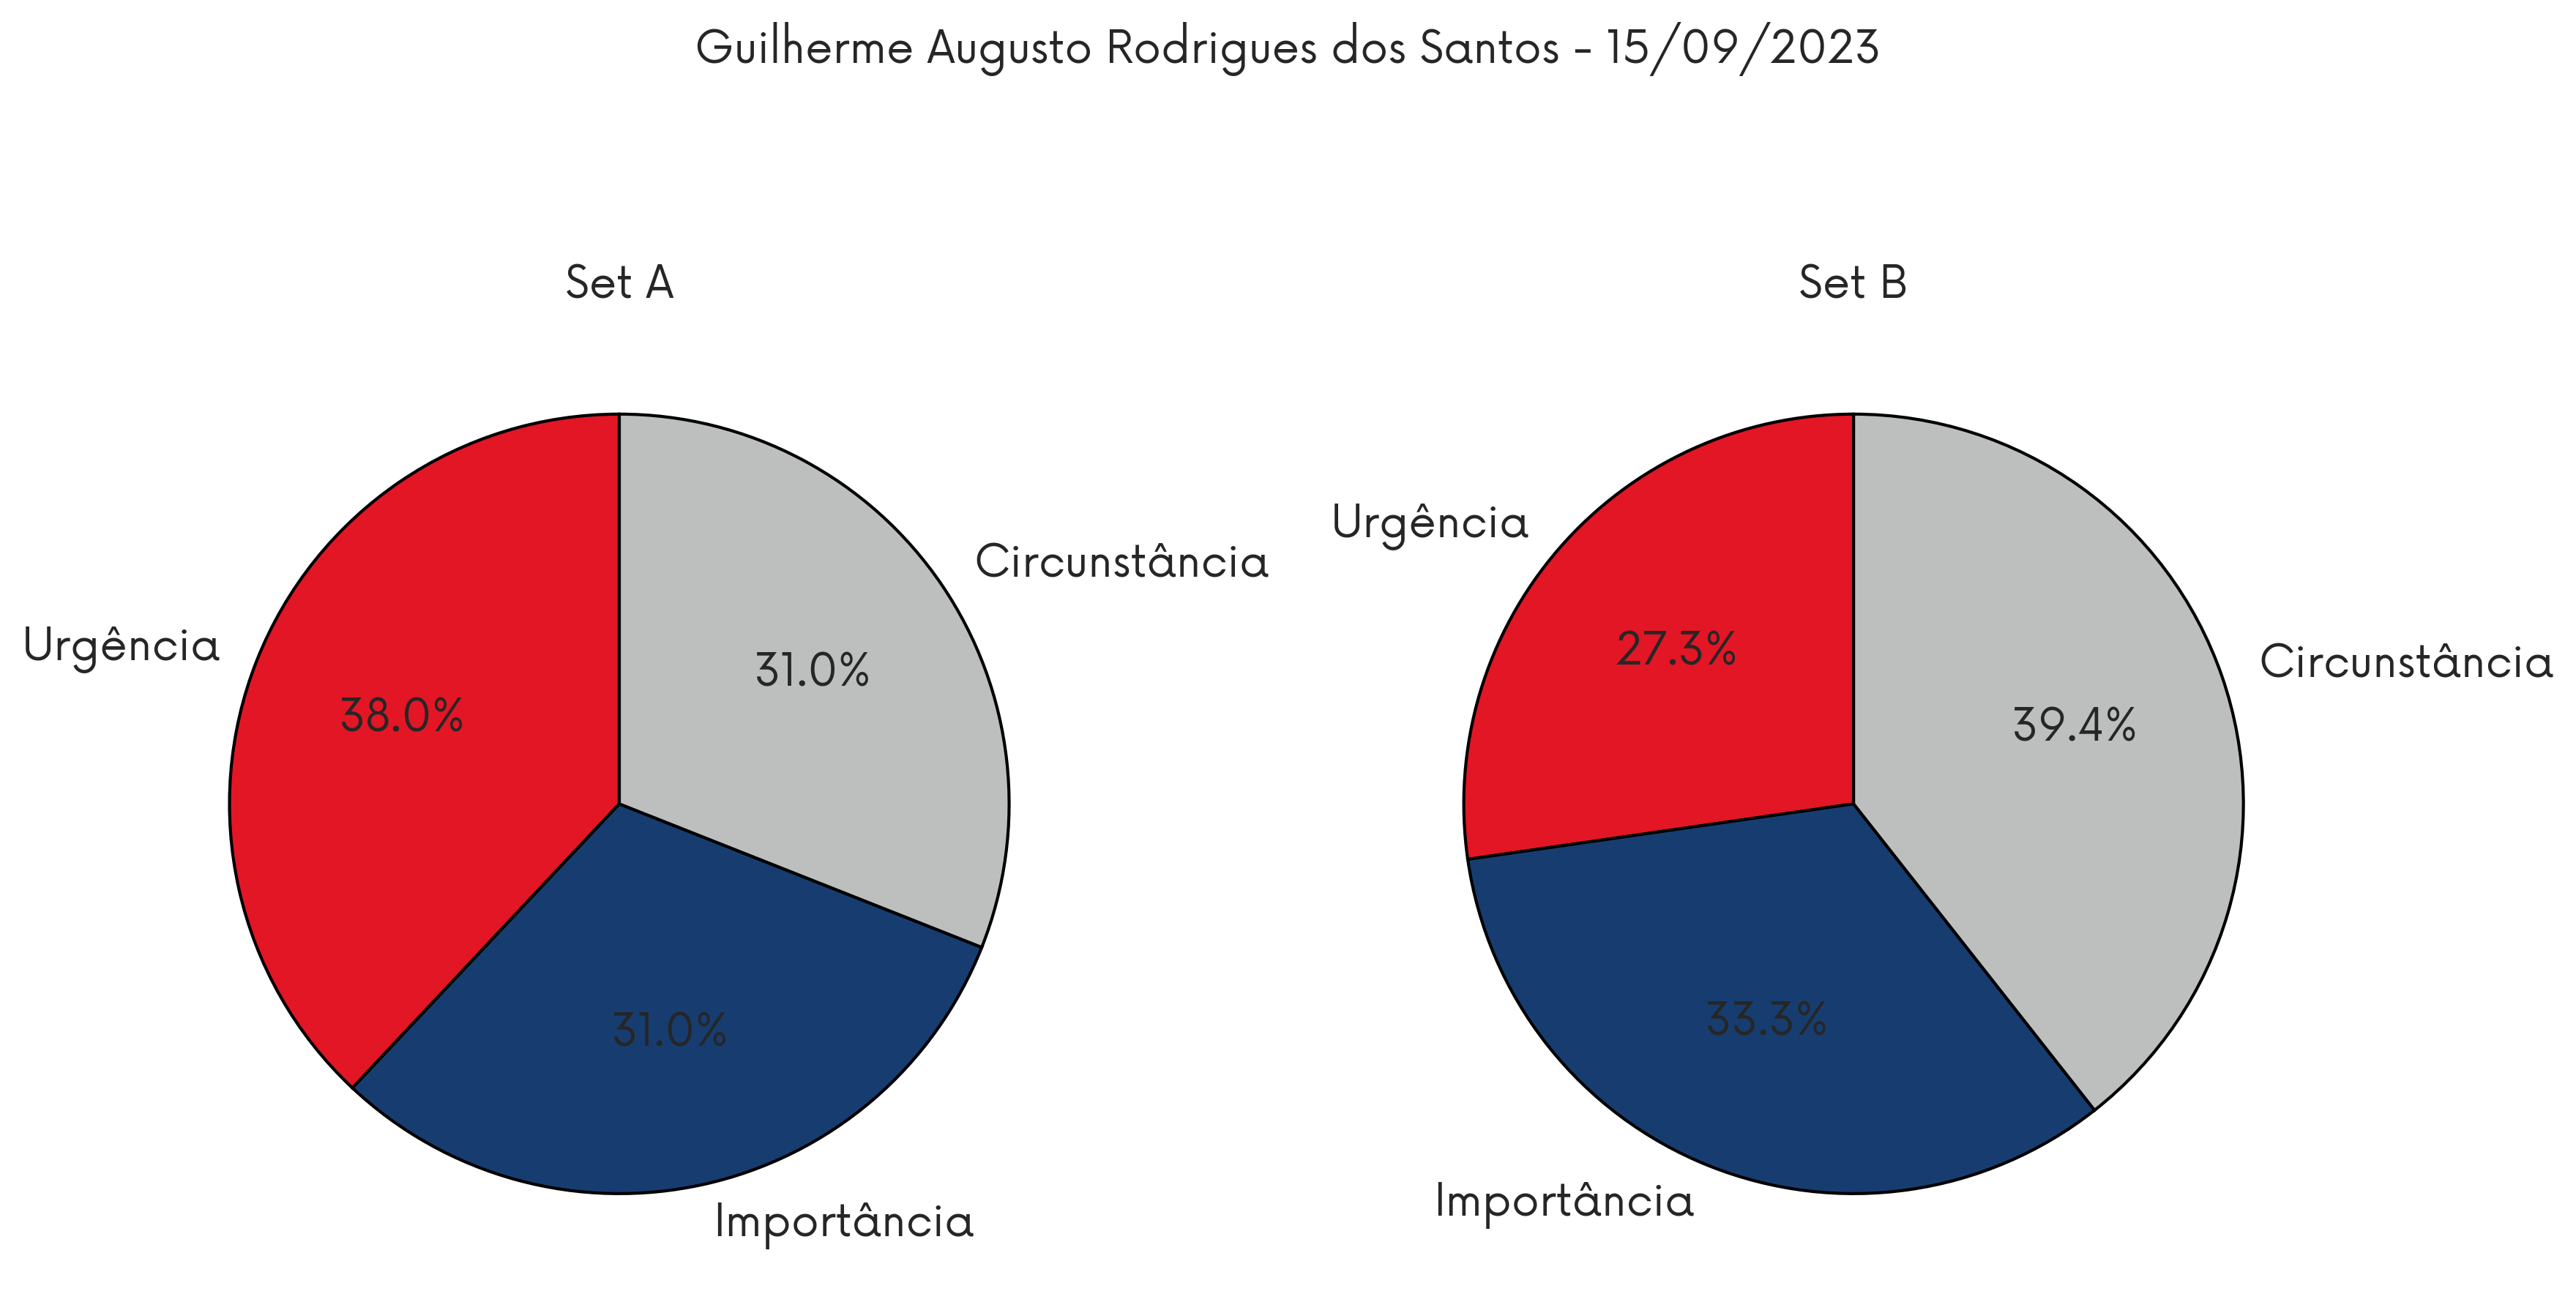 Guilherme Augusto Rodrigues dos Santos - 15/09/2023
Set A
Urgência
38.0%
Circunstância
31.0%
31.0%
Importância
Set B
Urgência
27.3%
Circunstância
39.4%
33.3%
Importância